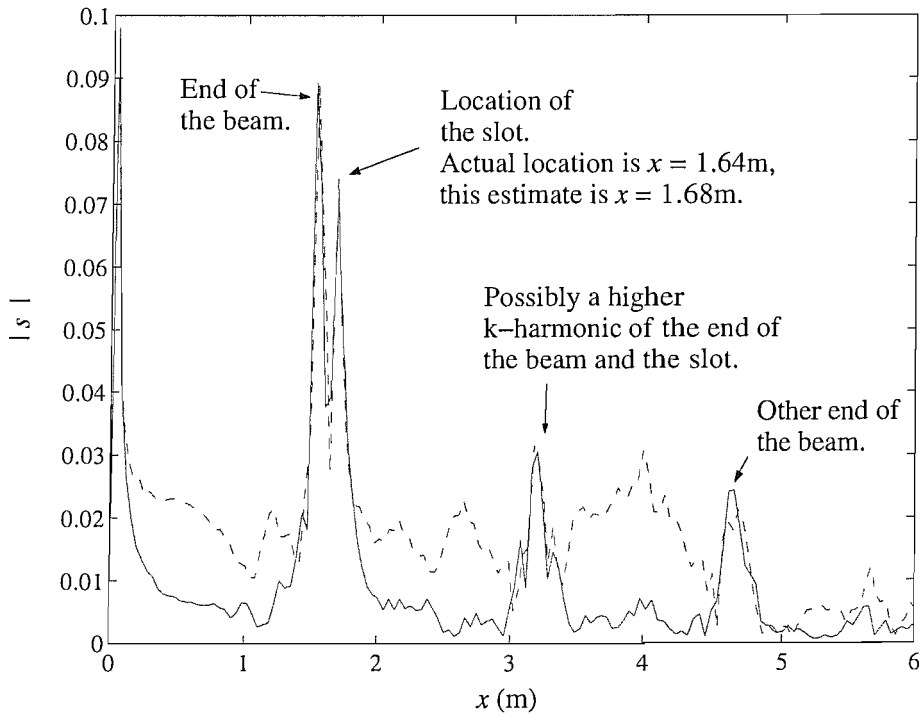 0.1
0.09
0.08
0.07
0.06
0.05
0.04
0.03
0.02
0.01
0
| s |
End of
the beam.
Location of
the slot.
Actual location is x = 1.64m,
this estimate is x = 1.68m.
Possibly a higher
k–harmonic of the end of
the beam and the slot.
Other end of
the beam.
0 1 2 3 4 5 6
x (m)